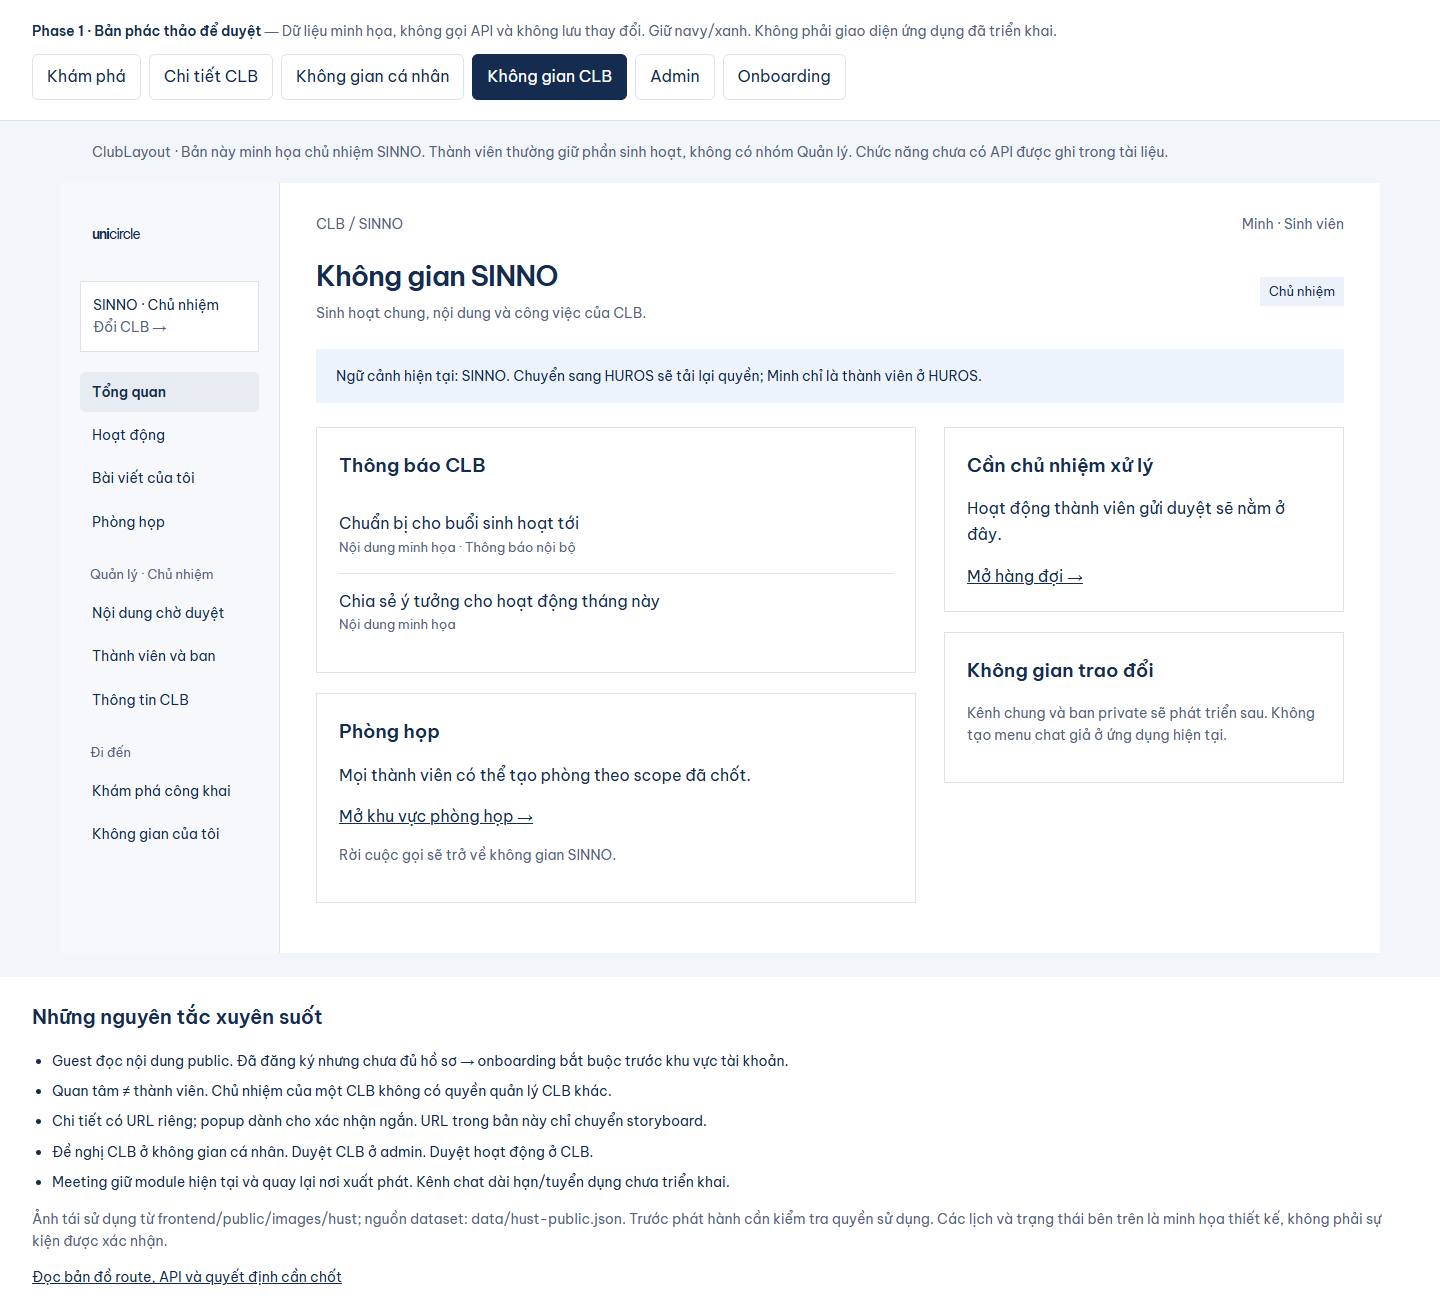 Phase 1 · Bản phác thảo để duyệt — Dữ liệu minh họa, không gọi API và không lưu thay đổi. Giữ navy/xanh. Không phải giao diện ứng dụng đã triển khai.
Khám phá
Chi tiết CLB
Không gian cá nhân
Không gian CLB
Admin
Onboarding
ClubLayout · Bản này minh họa chủ nhiệm SINNO. Thành viên thường giữ phần sinh hoạt, không có nhóm Quản lý. Chức năng chưa có API được ghi trong tài liệu.
unicircle
SINNO · Chủ nhiệm
Đổi CLB →
Tổng quan
Hoạt động
Bài viết của tôi
Phòng họp
Quản lý · Chủ nhiệm
Nội dung chờ duyệt
Thành viên và ban
Thông tin CLB
Đi đến
Khám phá công khai
Không gian của tôi
CLB / SINNO
Minh · Sinh viên
Không gian SINNO
Sinh hoạt chung, nội dung và công việc của CLB.
Chủ nhiệm
Ngữ cảnh hiện tại: SINNO. Chuyển sang HUROS sẽ tải lại quyền; Minh chỉ là thành viên ở HUROS.
Thông báo CLB
Chuẩn bị cho buổi sinh hoạt tới
Nội dung minh họa · Thông báo nội bộ
Chia sẻ ý tưởng cho hoạt động tháng này
Nội dung minh họa
Phòng họp
Mọi thành viên có thể tạo phòng theo scope đã chốt.
Mở khu vực phòng họp →
Rời cuộc gọi sẽ trở về không gian SINNO.
Cần chủ nhiệm xử lý
Hoạt động thành viên gửi duyệt sẽ nằm ở
đây.
Mở hàng đợi →
Không gian trao đổi
Kênh chung và ban private sẽ phát triển sau. Không
tạo menu chat giả ở ứng dụng hiện tại.
Những nguyên tắc xuyên suốt
• Guest đọc nội dung public. Đã đăng ký nhưng chưa đủ hồ sơ → onboarding bắt buộc trước khu vực tài khoản.
• Quan tâm ≠ thành viên. Chủ nhiệm của một CLB không có quyền quản lý CLB khác.
• Chi tiết có URL riêng; popup dành cho xác nhận ngắn. URL trong bản này chỉ chuyển storyboard.
• Đề nghị CLB ở không gian cá nhân. Duyệt CLB ở admin. Duyệt hoạt động ở CLB.
• Meeting giữ module hiện tại và quay lại nơi xuất phát. Kênh chat dài hạn/tuyển dụng chưa triển khai.
Ảnh tái sử dụng từ frontend/public/images/hust; nguồn dataset: data/hust-public.json. Trước phát hành cần kiểm tra quyền sử dụng. Các lịch và trạng thái bên trên là minh họa thiết kế, không phải sự
kiện được xác nhận.
Đọc bản đồ route, API và quyết định cần chốt